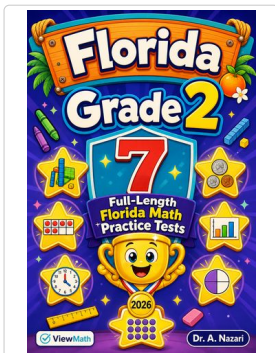 Florida
Grade 2
7
Full-Length
Florida Math
Practice Tests
2026
ViewMath
Dr. A. Nazari